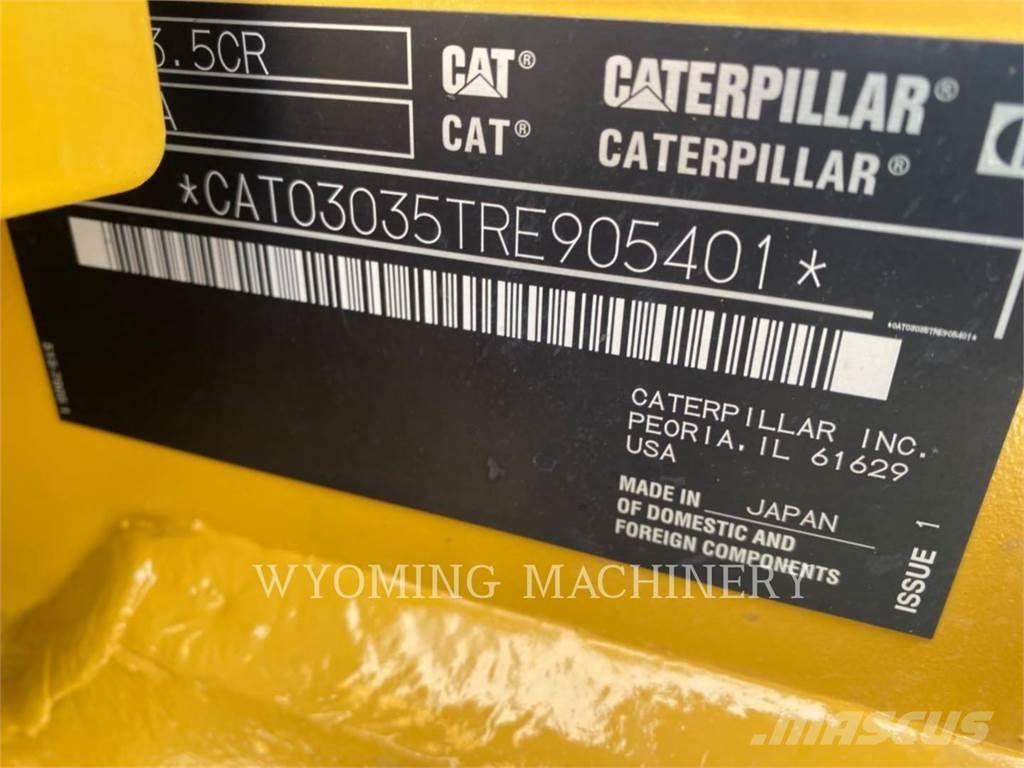 3.5CR
A
CAT®
CAT®
CATERPILLAR®
CATERPILLAR®
*CAT03035TRE905401*
*CAT03035TRE905401*
CATERPILLAR INC.
PEORIA, IL 61629
USA
MADE IN JAPAN
OF DOMESTIC AND
FOREIGN COMPONENTS
ISSUE 1
WYOMING MACHINERY
MASCUS